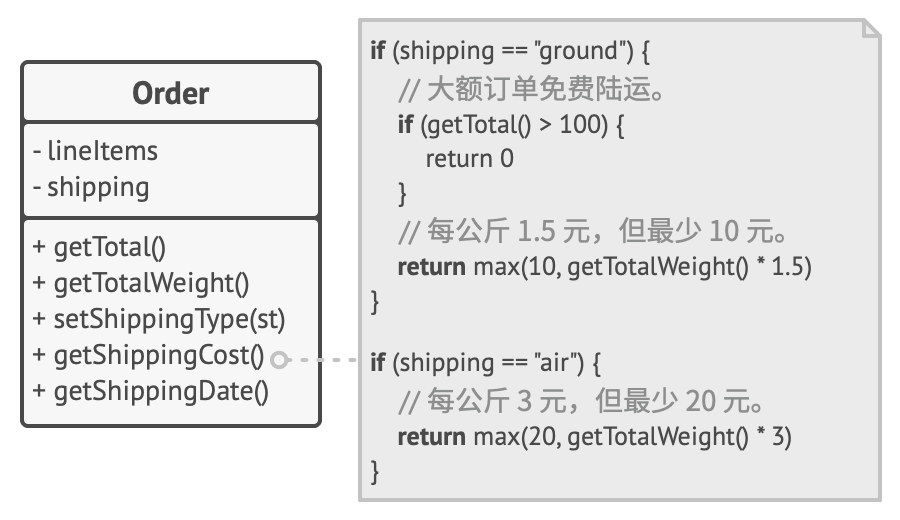 Order
- lineItems
- shipping
+ getTotal()
+ getTotalWeight()
+ setShippingType(st)
+ getShippingCost()
+ getShippingDate()
if (shipping == "ground") {
// 大额订单免费陆运。
if (getTotal() > 100) {
return 0
}
// 每公斤 1.5 元，但最少 10 元。
return max(10, getTotalWeight() * 1.5)
}
if (shipping == "air") {
// 每公斤 3 元，但最少 20 元。
return max(20, getTotalWeight() * 3)
}